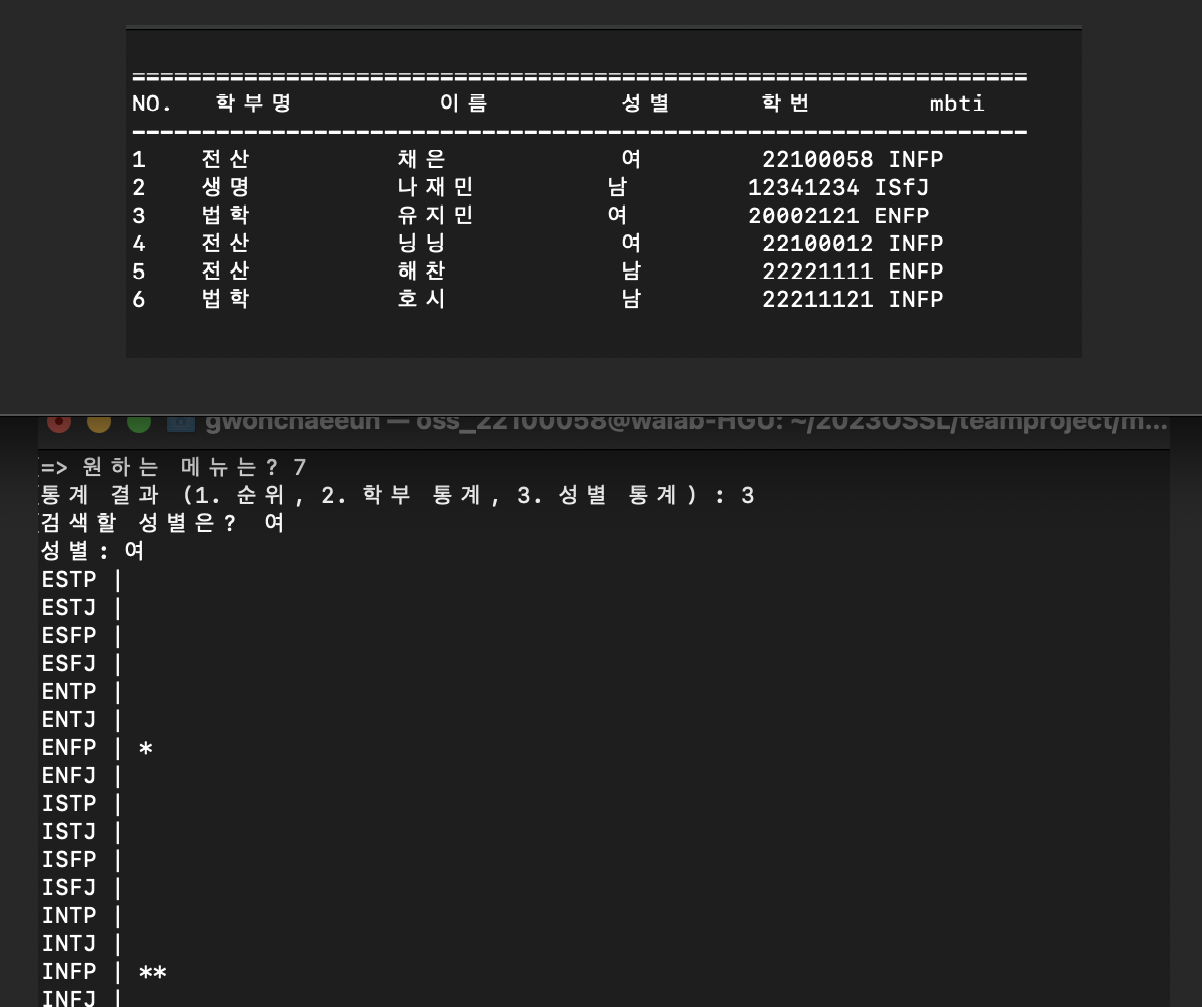 ==================================================================
NO. 학부명 이름 성별 학번 mbti
------------------------------------------------------------------
1 전산 채은 여 22100058 INFP
2 생명 나재민 남 12341234 ISfJ
3 법학 유지민 여 20002121 ENFP
4 전산 닝닝 여 22100012 INFP
5 전산 해찬 남 22221111 ENFP
6 법학 호시 남 22211121 INFP
gwonchaeeun — oss_22100058@walab-HGU: ~/2023OSSL/teamproject/m...
=> 원하는 메뉴는? 7
통계 결과 (1. 순위, 2. 학부 통계, 3. 성별 통계) : 3
검색할 성별은? 여
성별: 여
ESTP |
ESTJ |
ESFP |
ESFJ |
ENTP |
ENTJ |
ENFP | *
ENFJ |
ISTP |
ISTJ |
ISFP |
ISFJ |
INTP |
INTJ |
INFP | **
INFJ |